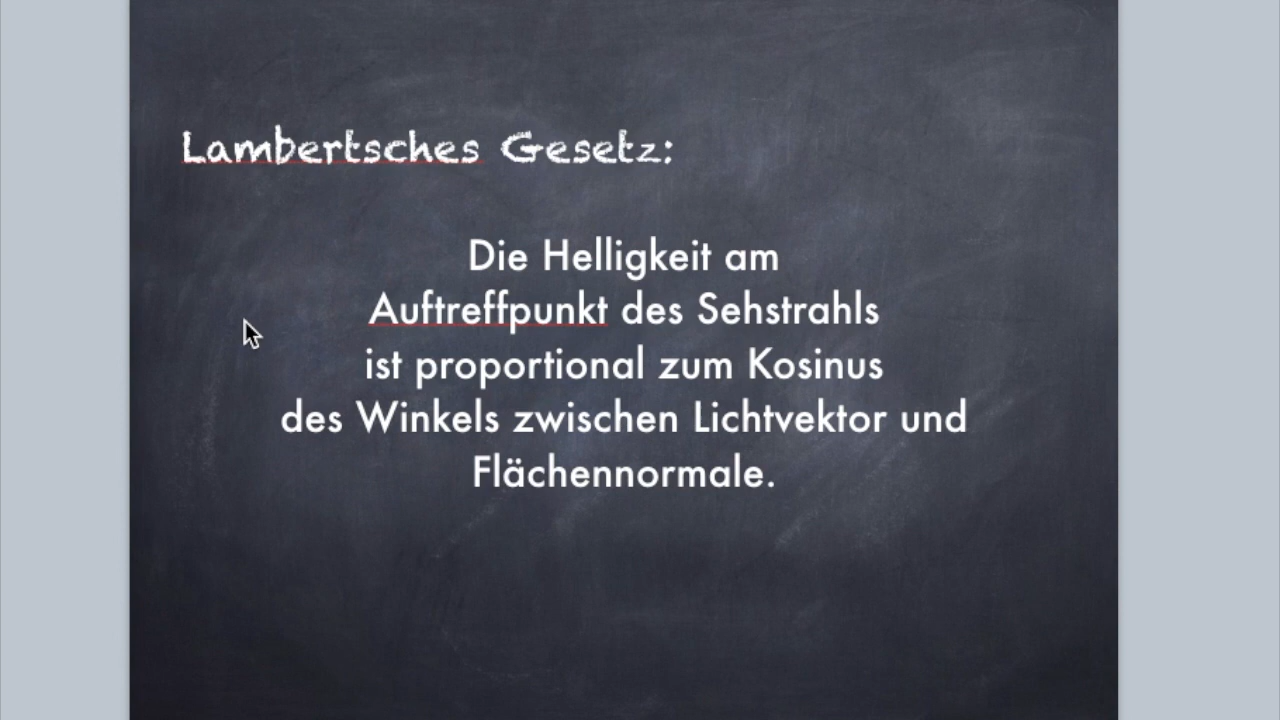 Lambertsches Gesetz:
Die Helligkeit am
Auftreffpunkt des Sehstrahls
ist proportional zum Kosinus
des Winkels zwischen Lichtvektor und
Flächennormale.